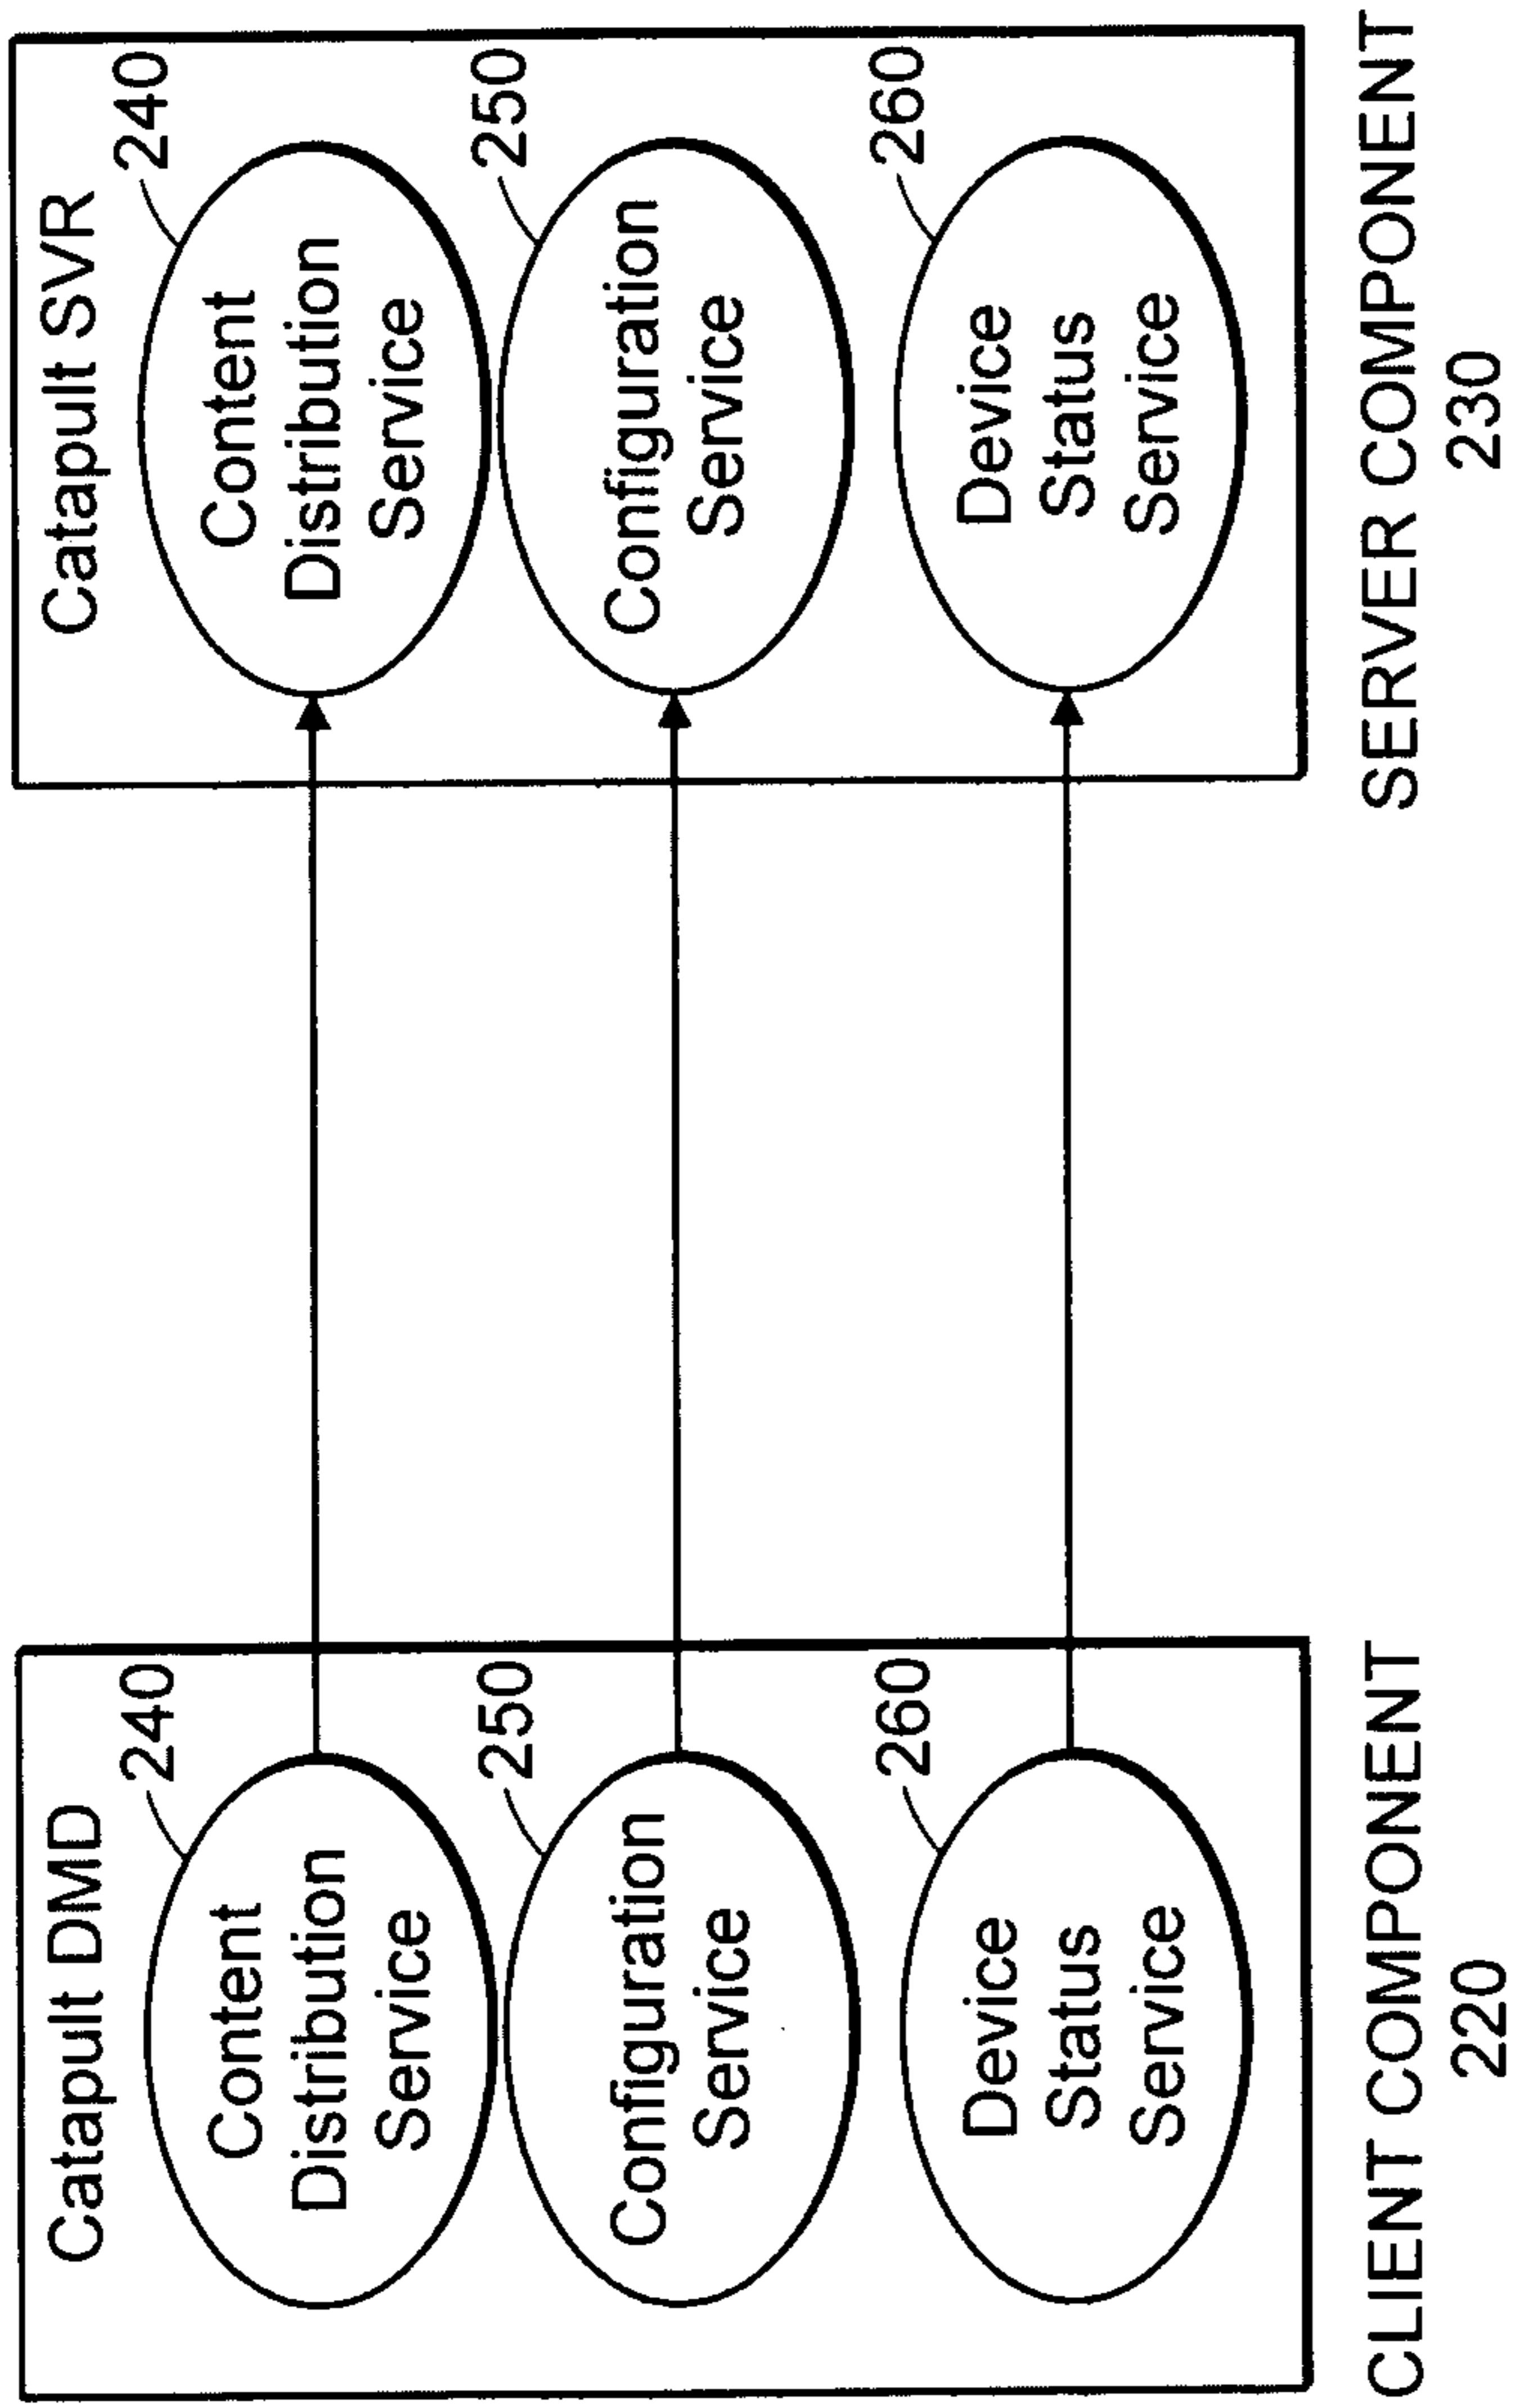 Catapult DMD
240
Content
Distribution
Service
250
Configuration
Service
260
Device
Status
Service
CLIENT COMPONENT
220
Catapult SVR
240
Content
Distribution
Service
250
Configuration
Service
260
Device
Status
Service
SERVER COMPONENT
230